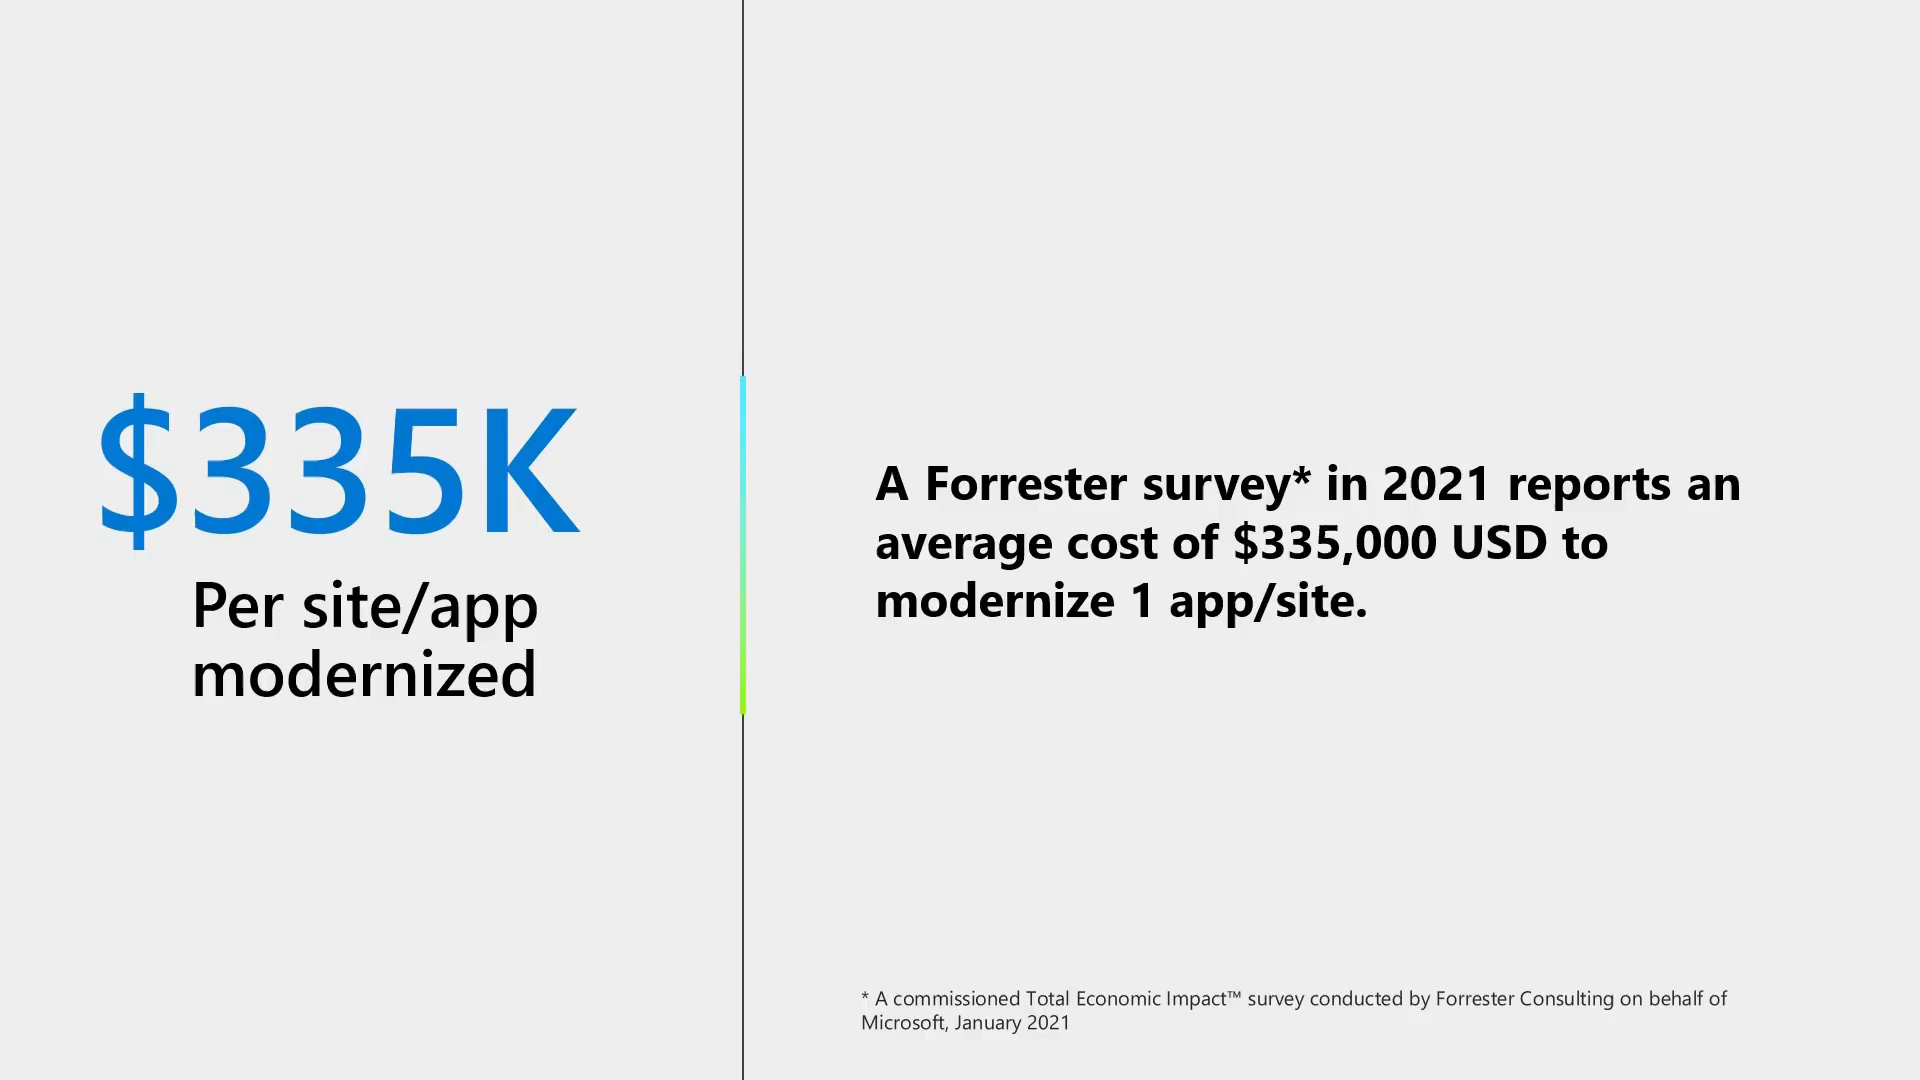 $335K
Per site/app
modernized
A Forrester survey* in 2021 reports an
average cost of $335,000 USD to
modernize 1 app/site.
* A commissioned Total Economic Impact™ survey conducted by Forrester Consulting on behalf of
Microsoft, January 2021